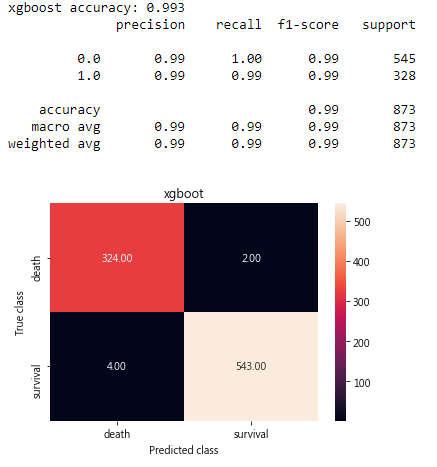 xgboost accuracy: 0.993
precision recall f1-score support
0.0 0.99 1.00 0.99 545
1.0 0.99 0.99 0.99 328
accuracy 0.99 873
macro avg 0.99 0.99 0.99 873
weighted avg 0.99 0.99 0.99 873
xgboot
True class
death
324.00 2.00
survival
4.00 543.00
death survival
Predicted class
500
400
300
200
100